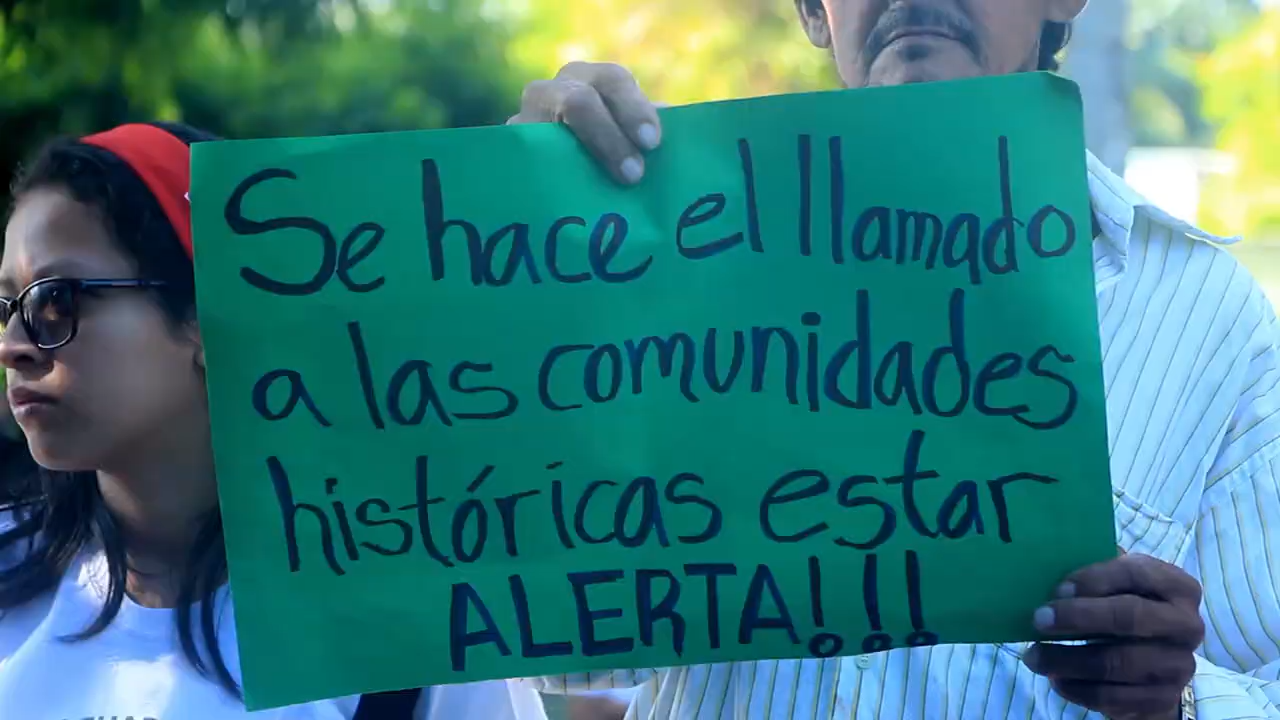 Se hace el llamado
a las comunidades
históricas estar
ALERTA!!!